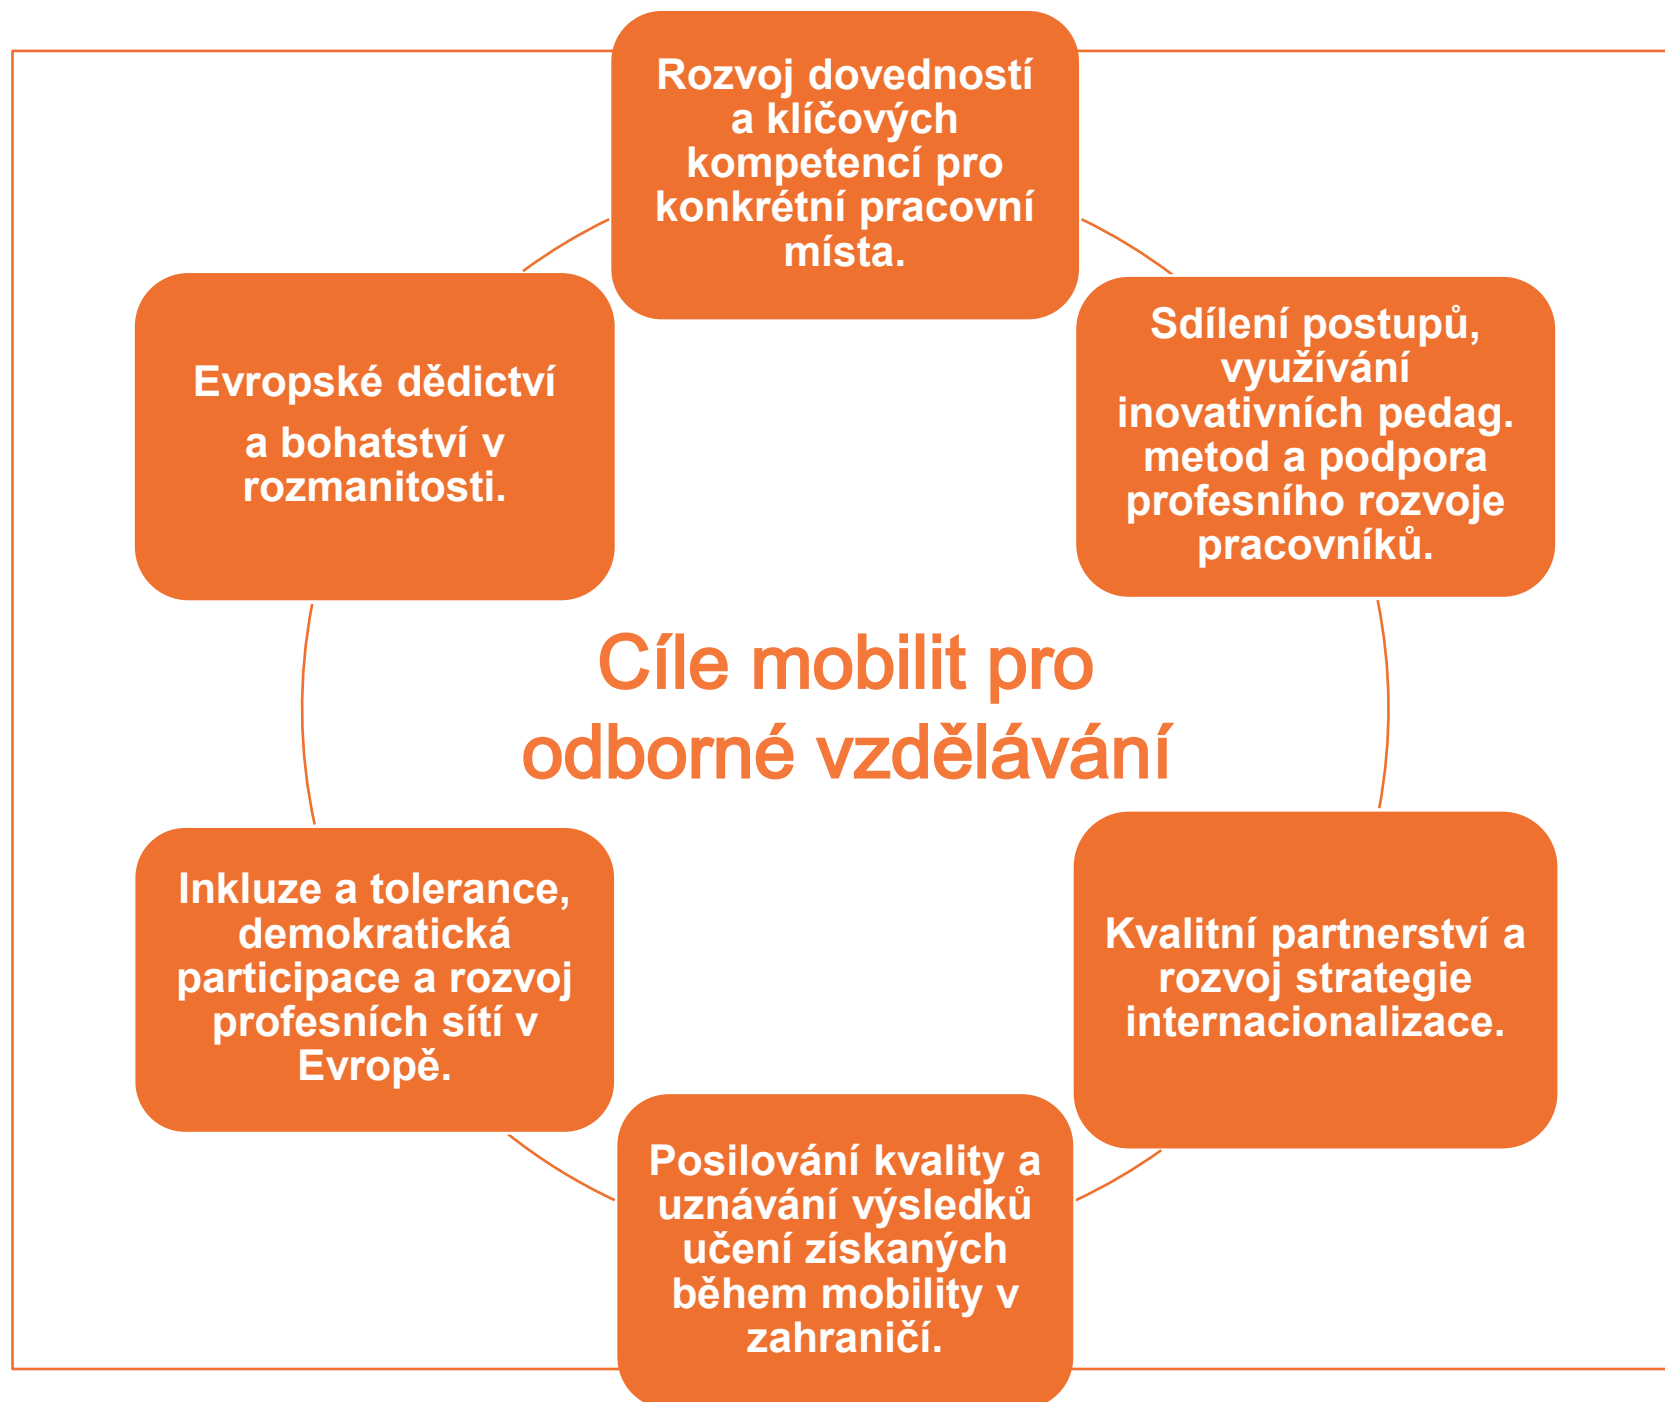 Rozvoj dovedností
a klíčových
kompetencí pro
konkrétní pracovní
místa.
Sdílení postupů,
využívání
inovativních pedag.
metod a podpora
profesního rozvoje
pracovníků.
Kvalitní partnerství a
rozvoj strategie
internacionalizace.
Posilování kvality a
uznávání výsledků
učení získaných
během mobility v
zahraničí.
Inkluze a tolerance,
demokratická
participace a rozvoj
profesních sítí v
Evropě.
Evropské dědictví
a bohatství v
rozmanitosti.
Cíle mobilit pro
odborné vzdělávání